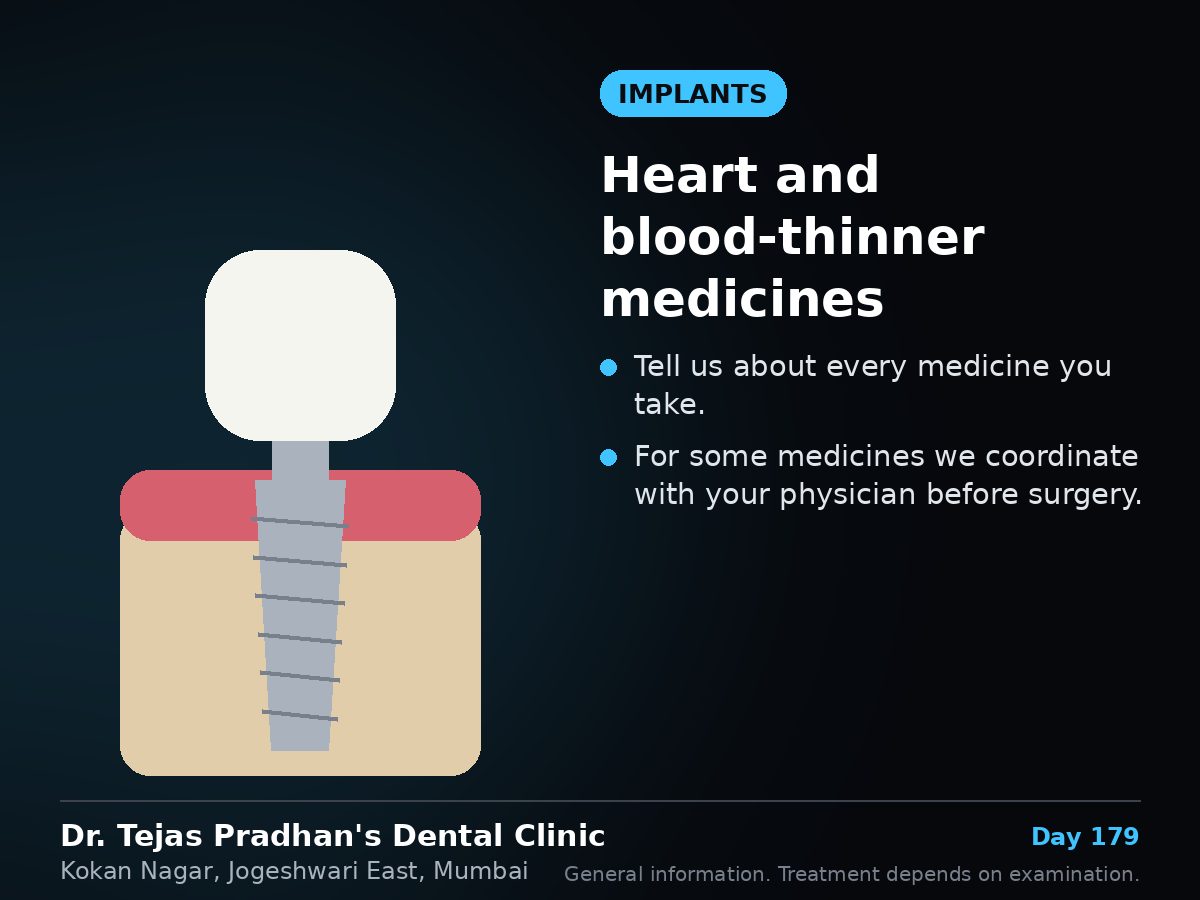 IMPLANTS
Heart and
blood-thinner
medicines
Tell us about every medicine you
take.
For some medicines we coordinate
with your physician before surgery.
Dr. Tejas Pradhan's Dental Clinic
Day 179
Kokan Nagar, Jogeshwari East, Mumbai
General information. Treatment depends on examination.